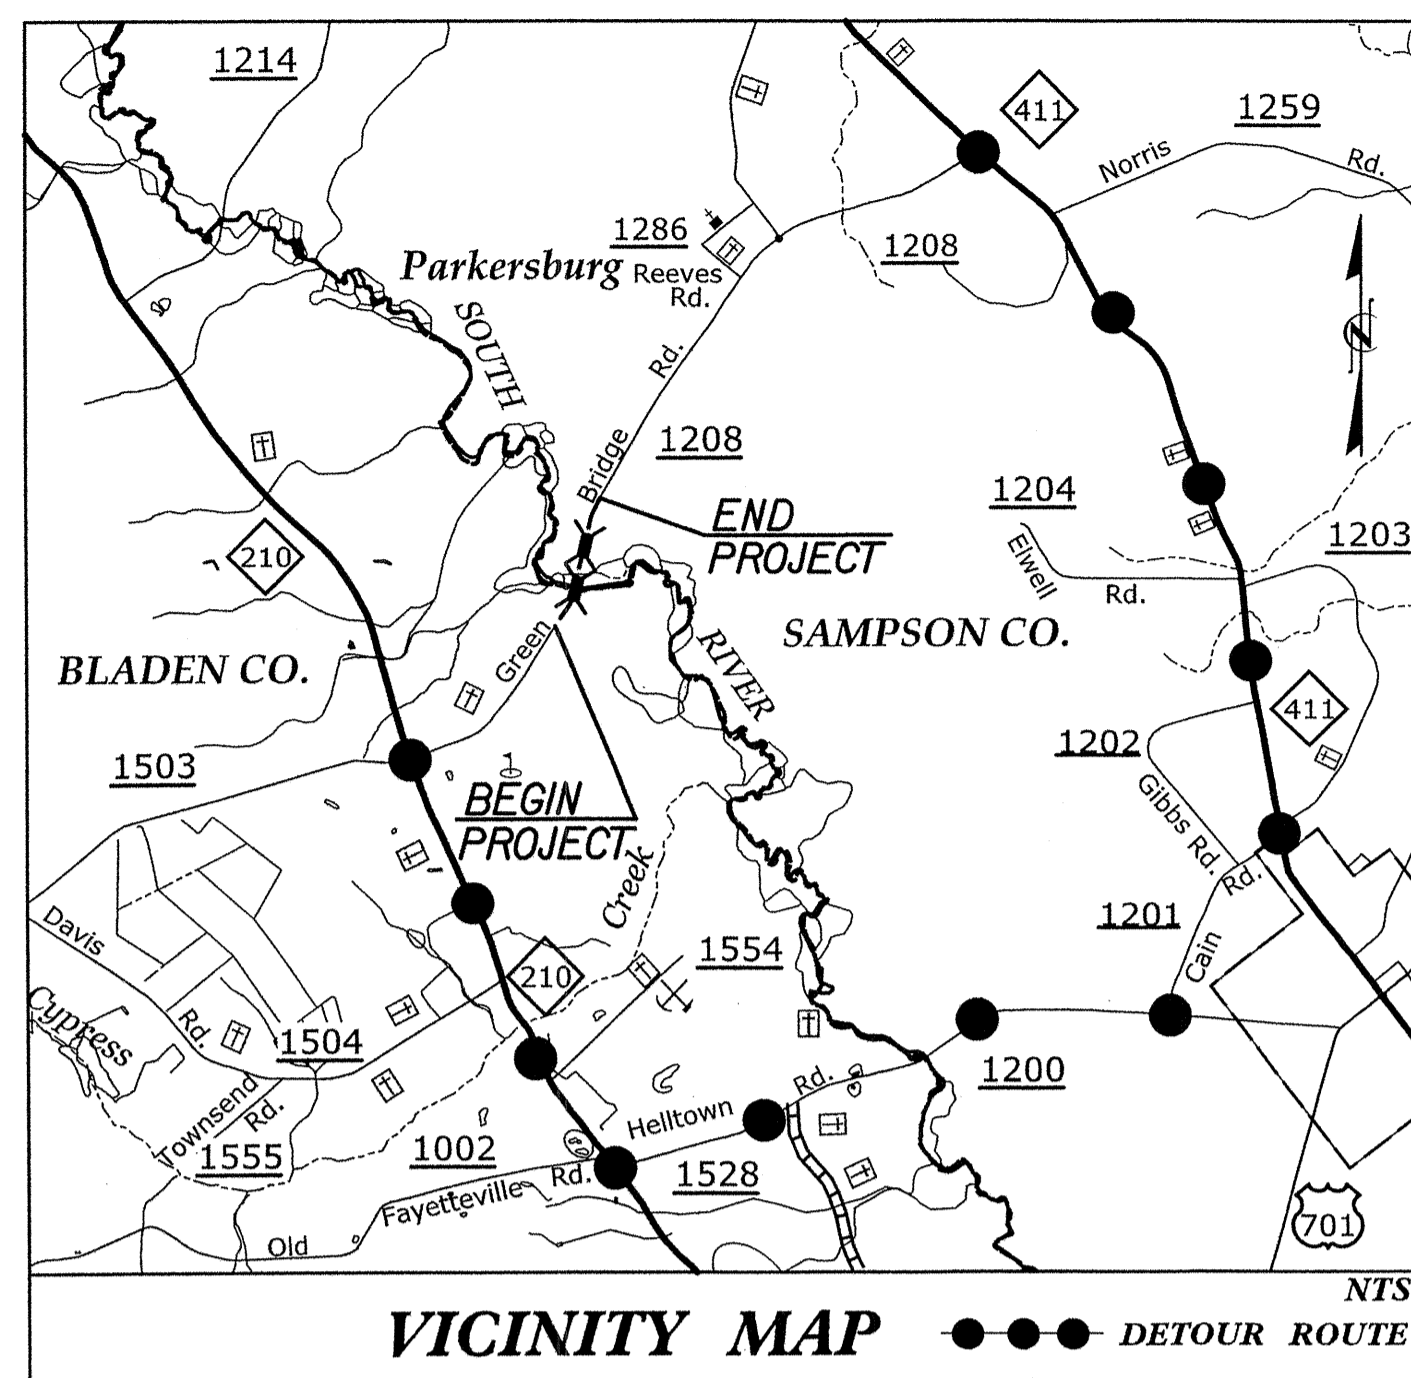 1214
411
1259
Norris
Rd.
1286
Reeves
Rd.
Parkersburg
1208
SOUTH
Rd.
N
Bridge
1208
END
PROJECT
1204
1203
Elwell
Rd.
210
SAMPSON CO.
Green
RIVER
BLADEN CO.
411
1202
1503
Gibbs Rd.
BEGIN
PROJECT
Creek
Rd.
1201
Cain
Davis
Rd.
1554
210
Cypress
1504
1200
Townsend
Rd.
Helltown
Rd.
1555
1002
1528
Fayetteville
Rd.
Old
701
NTS
VICINITY MAP
DETOUR ROUTE